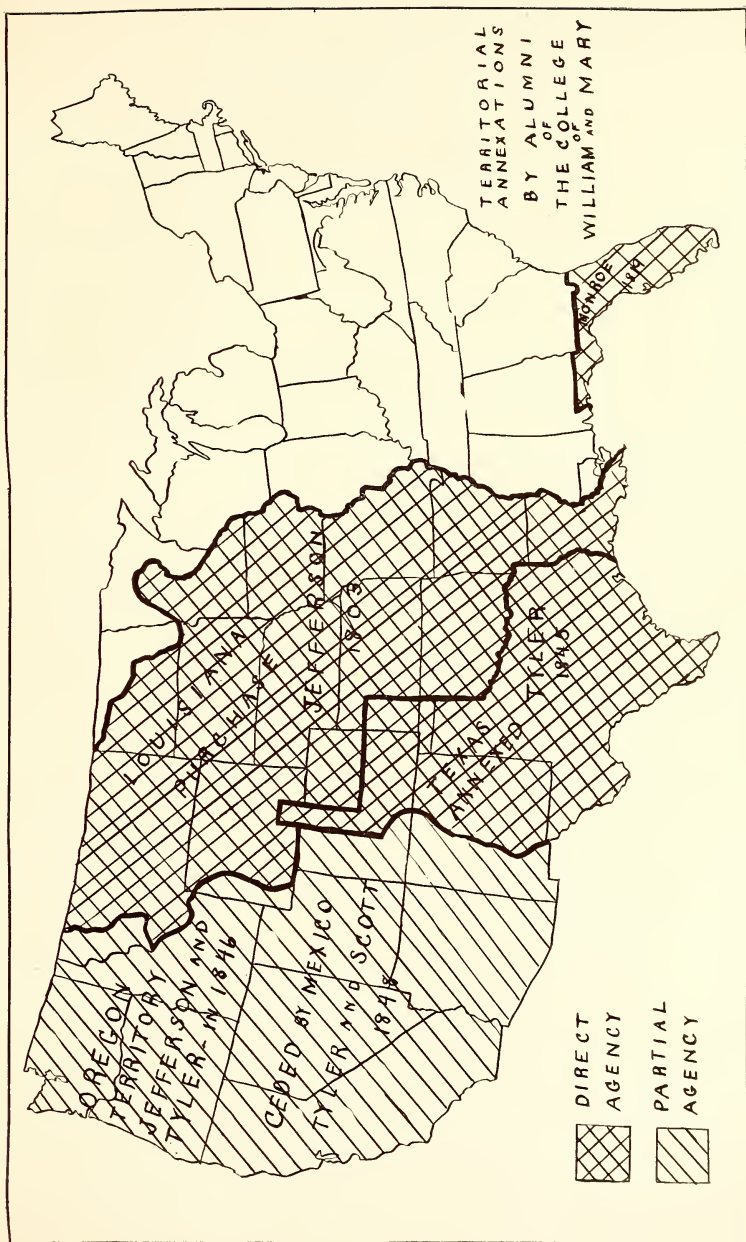 TERRITORIAL
ANNEXATIONS
BY ALUMNI
OF
THE COLLEGE
OF
WILLIAM AND MARY
OREGON
TERRITORY
JEFFERSON AND
TYLER - IN 1846
CEDED BY MEXICO
TYLER AND SCOTT
1848
LOUISIANA
PURCHASE
JEFFERSON
1803
TEXAS
ANNEXED
TYLER
1845
MONROE
1819
DIRECT
AGENCY
PARTIAL
AGENCY